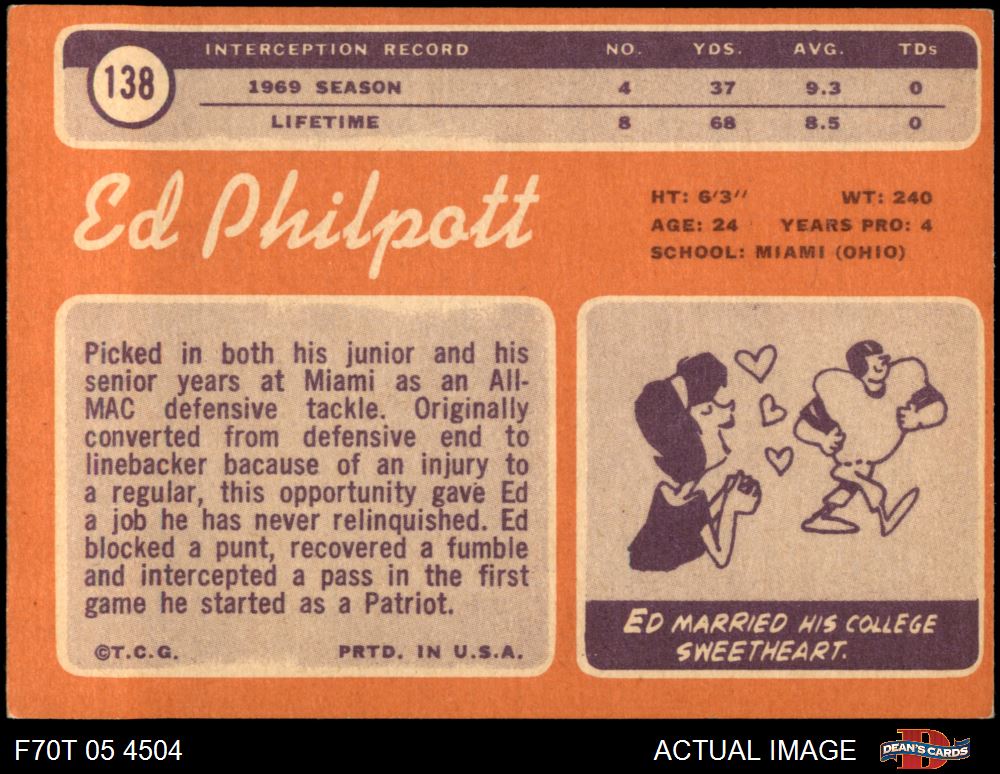 138
INTERCEPTION RECORD NO. YDS. AVG. TDs
1969 SEASON 4 37 9.3 0
LIFETIME 8 68 8.5 0
Ed Philpott
HT: 6'3" WT: 240
AGE: 24 YEARS PRO: 4
SCHOOL: MIAMI (OHIO)
Picked in both his junior and his
senior years at Miami as an All-
MAC defensive tackle. Originally
converted from defensive end to
linebacker bacause of an injury to
a regular, this opportunity gave Ed
a job he has never relinquished. Ed
blocked a punt, recovered a fumble
and intercepted a pass in the first
game he started as a Patriot.
©T.C.G. PRTD. IN U.S.A.
ED MARRIED HIS COLLEGE
SWEETHEART.
F70T 05 4504 ACTUAL IMAGE D DEAN'S CARDS